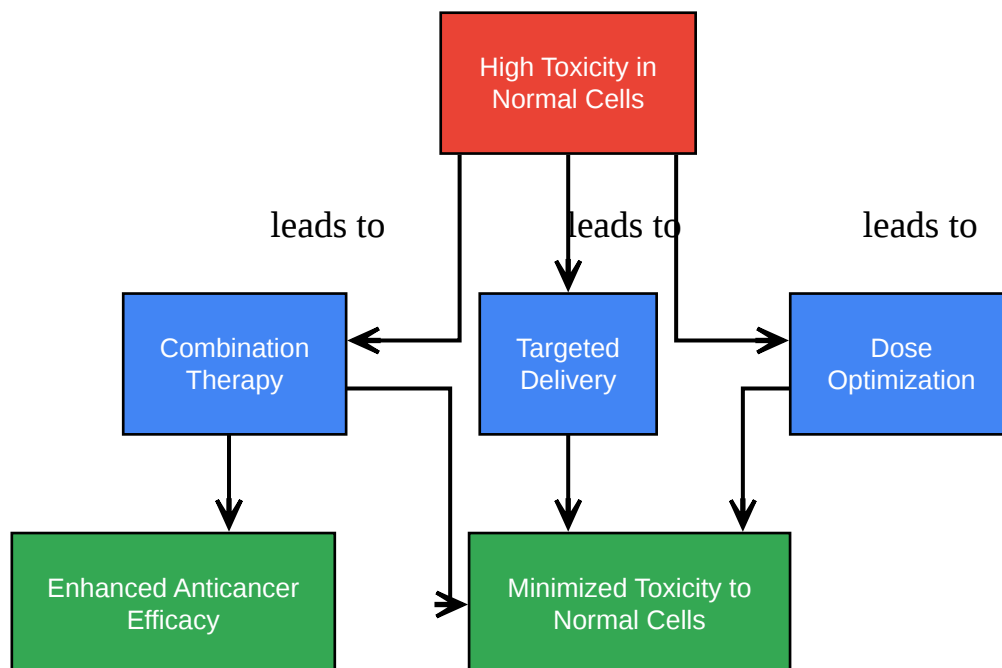 High Toxicity in
Normal Cells
leads to
leads to
leads to
Combination
Therapy
Targeted
Delivery
Dose
Optimization
Enhanced Anticancer
Efficacy
Minimized Toxicity to
Normal Cells